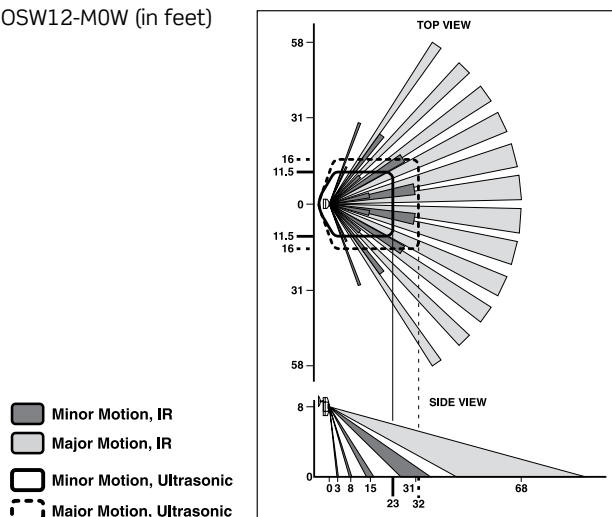 OSW12-M0W (in feet)
TOP VIEW
58
31
16
11.5
0
11.5
16
31
58
SIDE VIEW
8
0
0 3 8 15 31 68
23 32
Minor Motion, IR
Major Motion, IR
Minor Motion, Ultrasonic
Major Motion, Ultrasonic